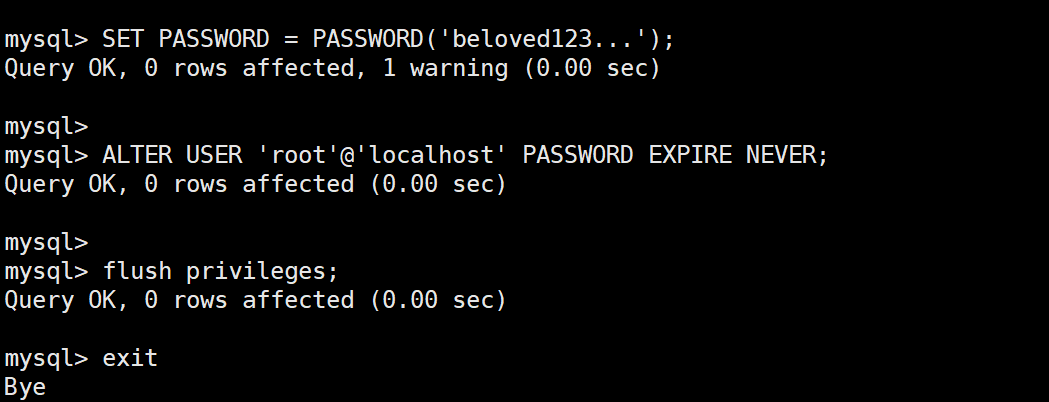 mysql> SET PASSWORD = PASSWORD('beloved123...');
Query OK, 0 rows affected, 1 warning (0.00 sec)
mysql>
mysql> ALTER USER 'root'@'localhost' PASSWORD EXPIRE NEVER;
Query OK, 0 rows affected (0.00 sec)
mysql>
mysql> flush privileges;
Query OK, 0 rows affected (0.00 sec)
mysql> exit
Bye